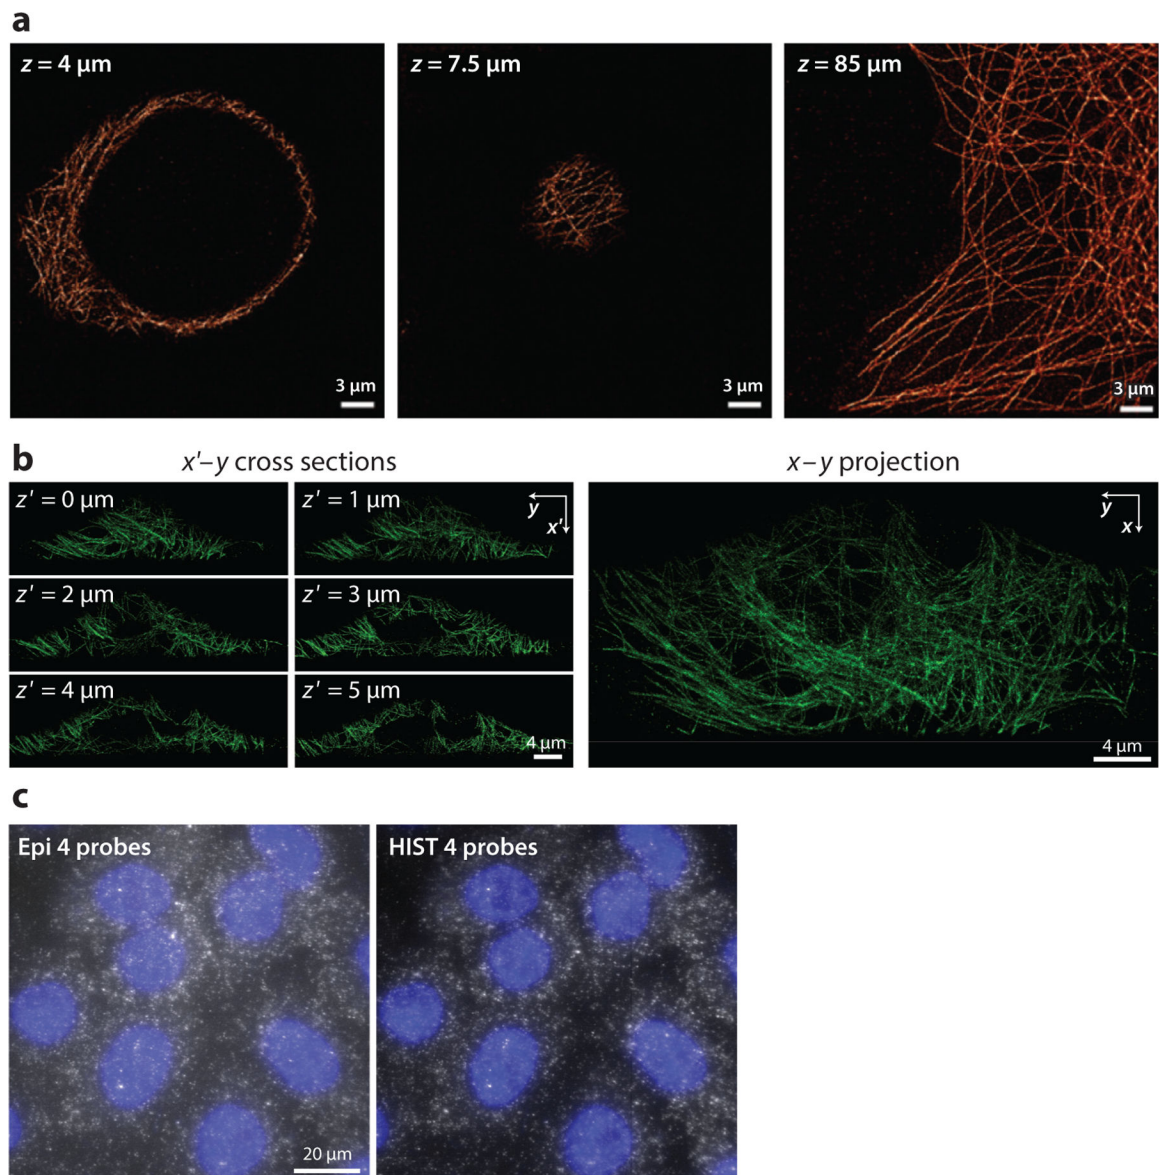 a
z = 4 μm
z = 7.5 μm
z = 85 μm
3 μm
3 μm
3 μm
b
x′–y cross sections
x–y projection
z′ = 0 μm
z′ = 1 μm
y
x′
y
x
z′ = 2 μm
z′ = 3 μm
z′ = 4 μm
z′ = 5 μm
4 μm
4 μm
c
Epi 4 probes
HIST 4 probes
20 μm